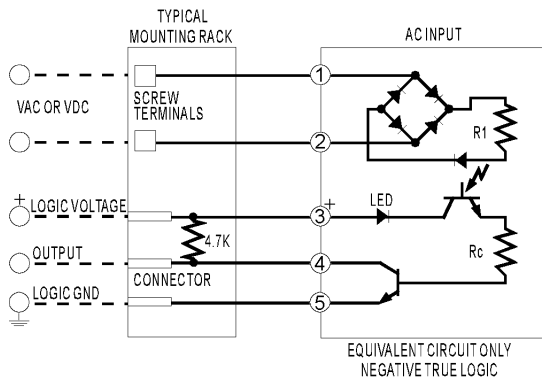 TYPICAL
MOUNTING RACK
AC INPUT
1
VAC OR VDC
SCREW
TERMINALS
R1
2
+
LOGIC VOLTAGE
3
+
LED
4.7K
OUTPUT
4
Rc
CONNECTOR
LOGIC GND
5
EQUIVALENT CIRCUIT ONLY
NEGATIVE TRUE LOGIC